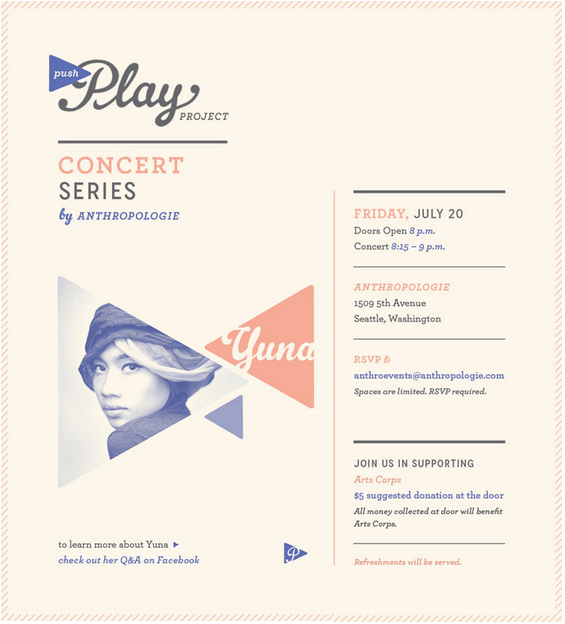 push
Play
PROJECT
CONCERT
SERIES
by ANTHROPOLOGIE
Yuna
to learn more about Yuna
check out her Q&A on Facebook
P
FRIDAY, JULY 20
Doors Open 8 p.m.
Concert 8:15 – 9 p.m.
ANTHROPOLOGIE
1509 5th Avenue
Seattle, Washington
RSVP &
anthroevents@anthropologie.com
Spaces are limited. RSVP required.
JOIN US IN SUPPORTING
Arts Corps
$5 suggested donation at the door
All money collected at door will benefit
Arts Corps.
Refreshments will be served.